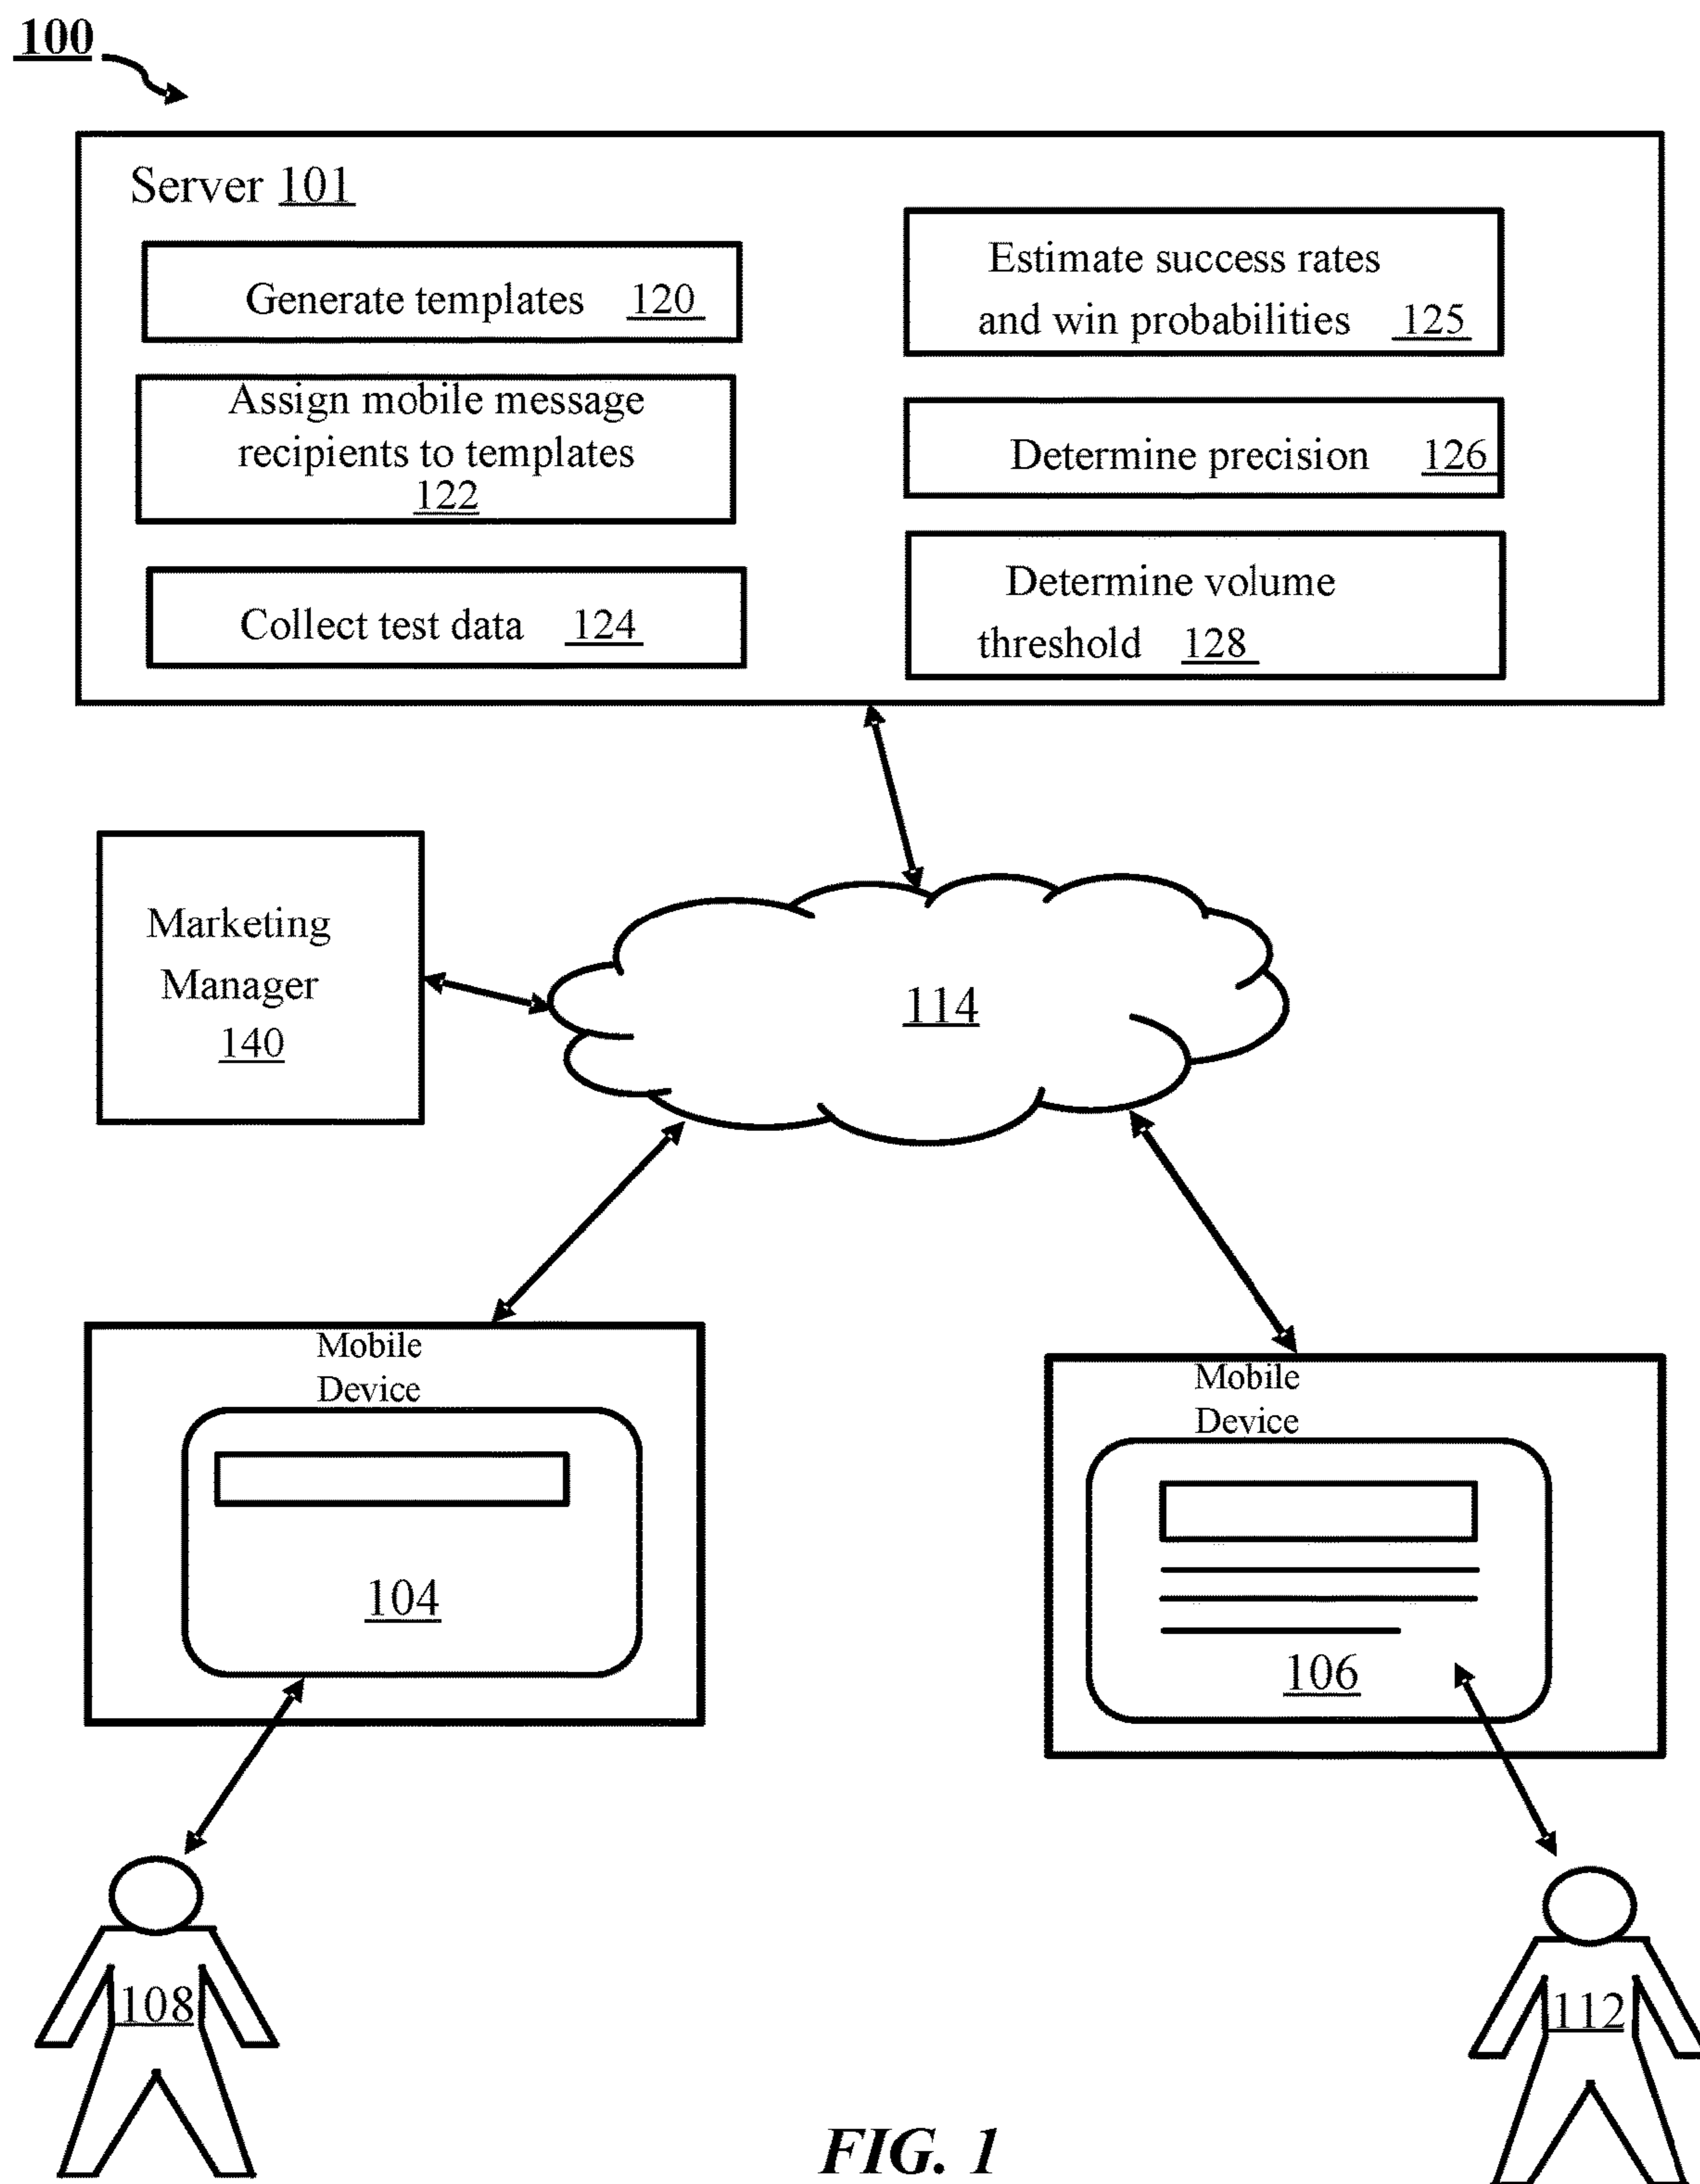 100
Server 101
Generate templates 120
Assign mobile message
recipients to templates
122
Collect test data 124
Estimate success rates
and win probabilities 125
Determine precision 126
Determine volume
threshold 128
Marketing
Manager
140
114
Mobile
Device
104
Mobile
Device
106
108
112
FIG. 1